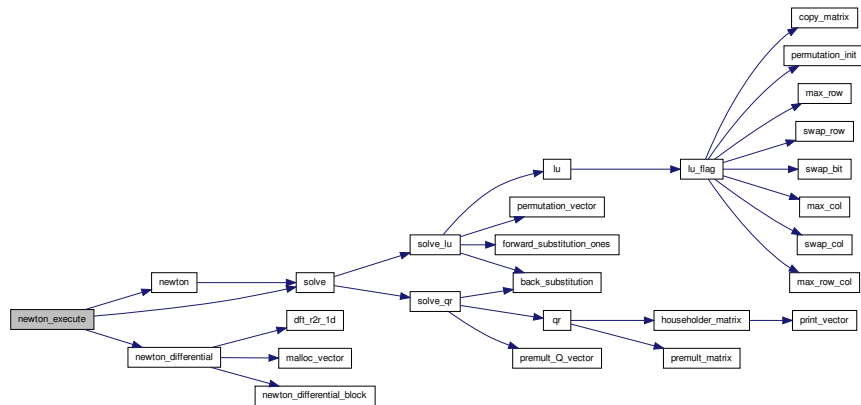 newton_execute
newton
newton_differential
solve
dft_r2r_1d
malloc_vector
newton_differential_block
solve_lu
solve_qr
lu
permutation_vector
forward_substitution_ones
back_substitution
qr
premult_Q_vector
lu_flag
householder_matrix
premult_matrix
copy_matrix
permutation_init
max_row
swap_row
swap_bit
max_col
swap_col
max_row_col
print_vector